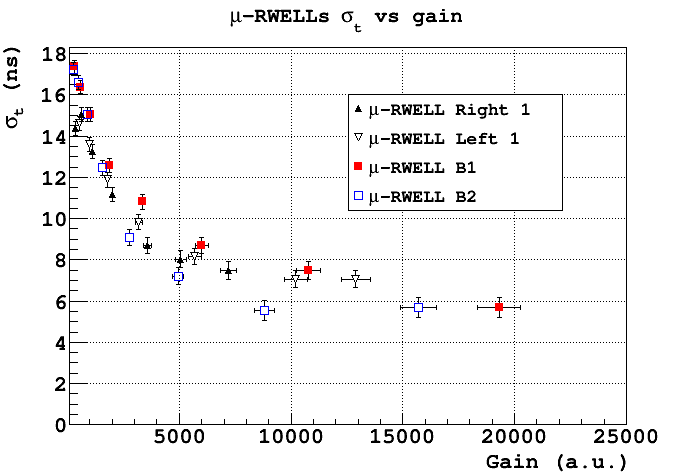 μ-RWELLs σt vs gain
σt (ns)
18
16
14
12
10
8
6
4
2
0
μ-RWELL Right 1
μ-RWELL Left 1
μ-RWELL B1
μ-RWELL B2
5000 10000 15000 20000 25000
Gain (a.u.)